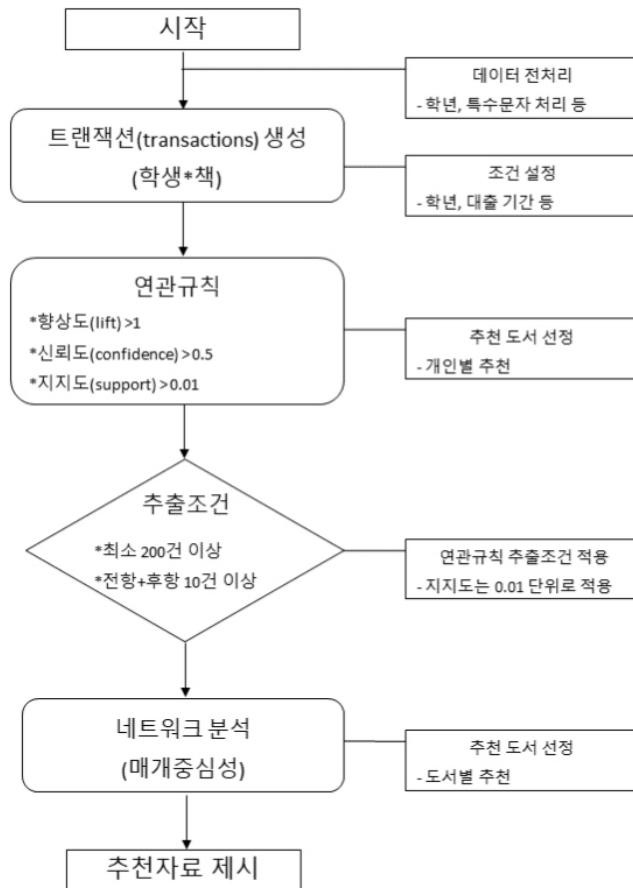 시작
데이터 전처리
- 학년, 특수문자 처리 등
트랜잭션(transactions) 생성
(학생*책)
조건 설정
- 학년, 대출 기간 등
연관규칙
*향상도(lift)>1
*신뢰도(confidence)>0.5
*지지도(support)>0.01
추천 도서 선정
- 개인별 추천
추출조건
*최소 200건 이상
*전항+후항 10건 이상
연관규칙 추출조건 적용
- 지지도는 0.01 단위로 적용
네트워크 분석
(매개중심성)
추천 도서 선정
- 도서별 추천
추천자료 제시